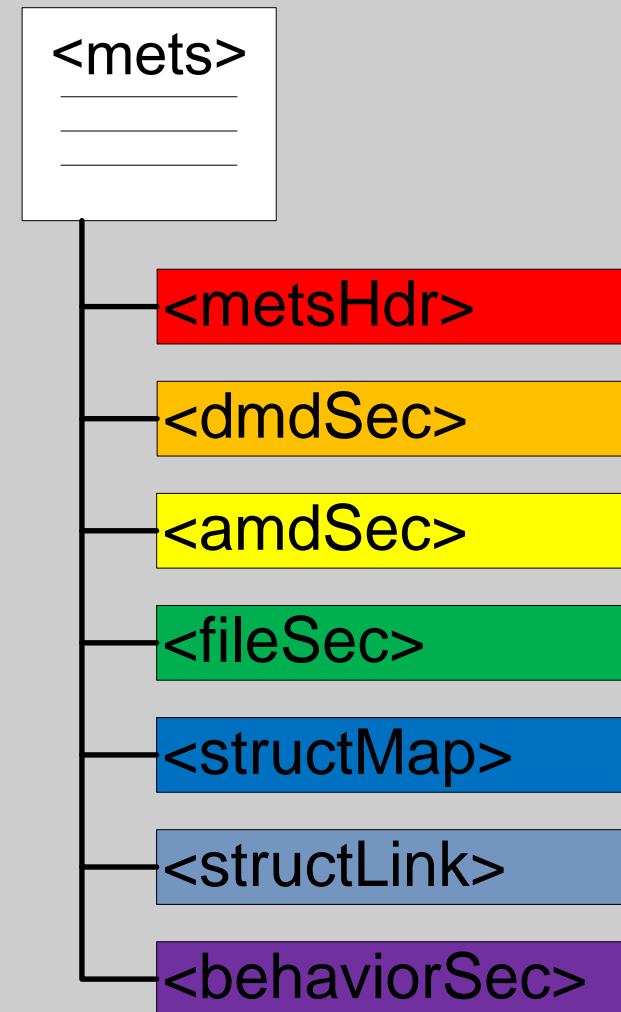 <mets>
<metsHdr>
<dmdSec>
<amdSec>
<fileSec>
<structMap>
<structLink>
<behaviorSec>